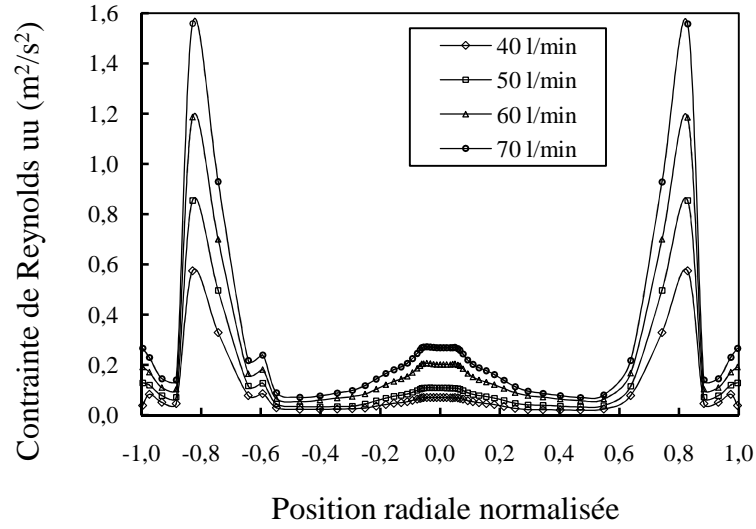 Contrainte de Reynolds uu (m²/s²)
1,6
1,4
1,2
1,0
0,8
0,6
0,4
0,2
0,0
40 l/min
50 l/min
60 l/min
70 l/min
-1,0 -0,8 -0,6 -0,4 -0,2 0,0 0,2 0,4 0,6 0,8 1,0
Position radiale normalisée